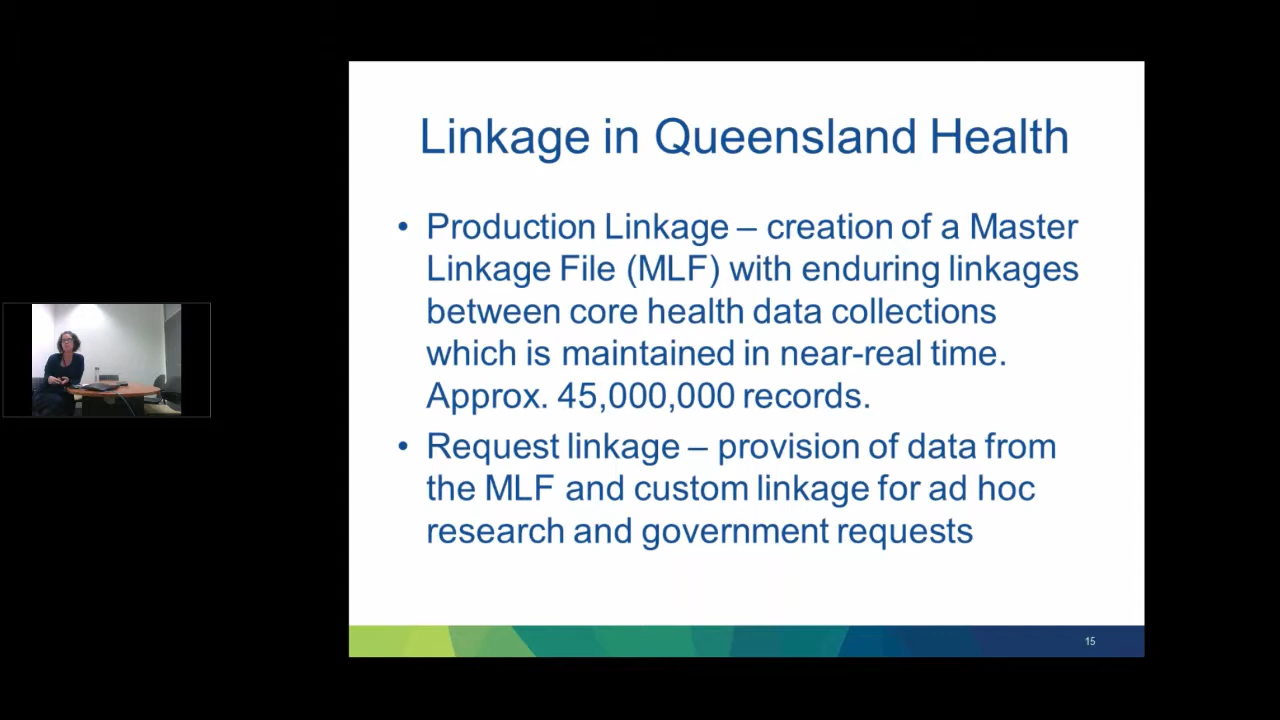 Linkage in Queensland Health
• Production Linkage – creation of a Master
Linkage File (MLF) with enduring linkages
between core health data collections
which is maintained in near-real time.
Approx. 45,000,000 records.
• Request linkage – provision of data from
the MLF and custom linkage for ad hoc
research and government requests
15